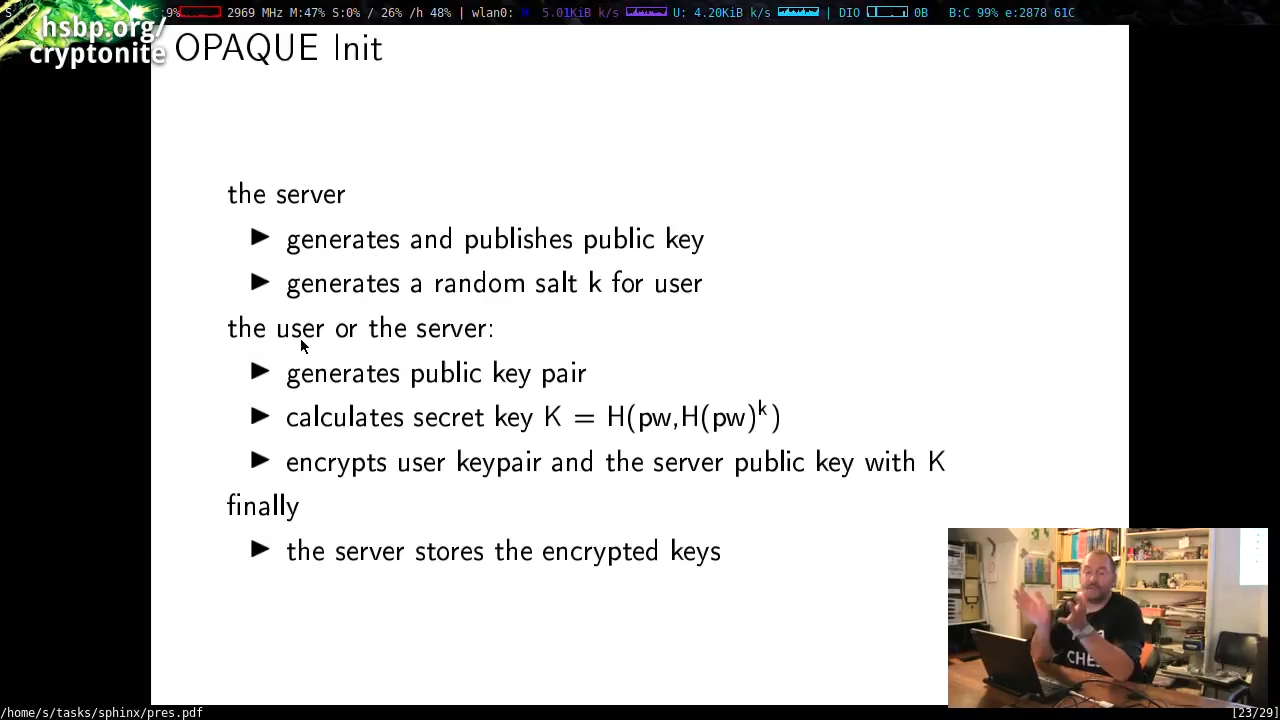 S 9% 2969 MHz M:47% S:0% / 26% /h 48% | wlan0: 5.01KiB k/s U: 4.20KiB k/s | DIO 0B B:C 99% e:2878 61C
hsbp.org/
cryptonite
OPAQUE Init
the server
▶ generates and publishes public key
▶ generates a random salt k for user
the user or the server:
▶ generates public key pair
▶ calculates secret key K = H(pw,H(pw)^k)
▶ encrypts user keypair and the server public key with K
finally
▶ the server stores the encrypted keys
CHE
/home/s/tasks/sphinx/pres.pdf [23/29]